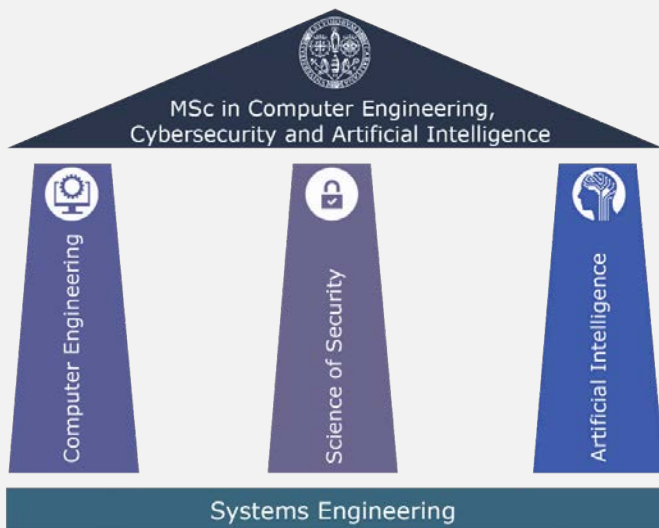 MSc in Computer Engineering,
Cybersecurity and Artificial Intelligence
Computer Engineering
Science of Security
Artificial Intelligence
Systems Engineering